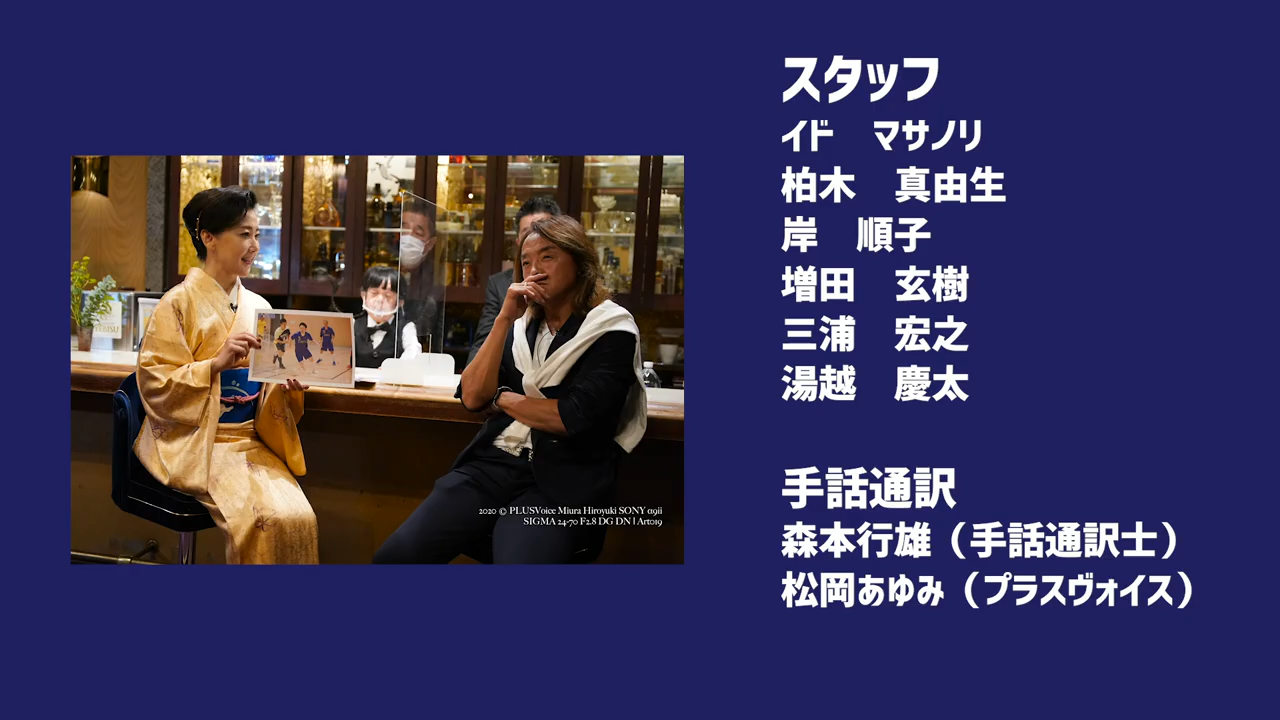 スタッフ
イド　マサノリ
柏木　真由生
岸　順子
増田　玄樹
三浦　宏之
湯越　慶太
手話通訳
森本行雄（手話通訳士）
松岡あゆみ（プラスヴォイス）
2020 © PLUSVoice Miura Hiroyuki SONY α9ii
SIGMA 24-70 F2.8 DG DN | Art019